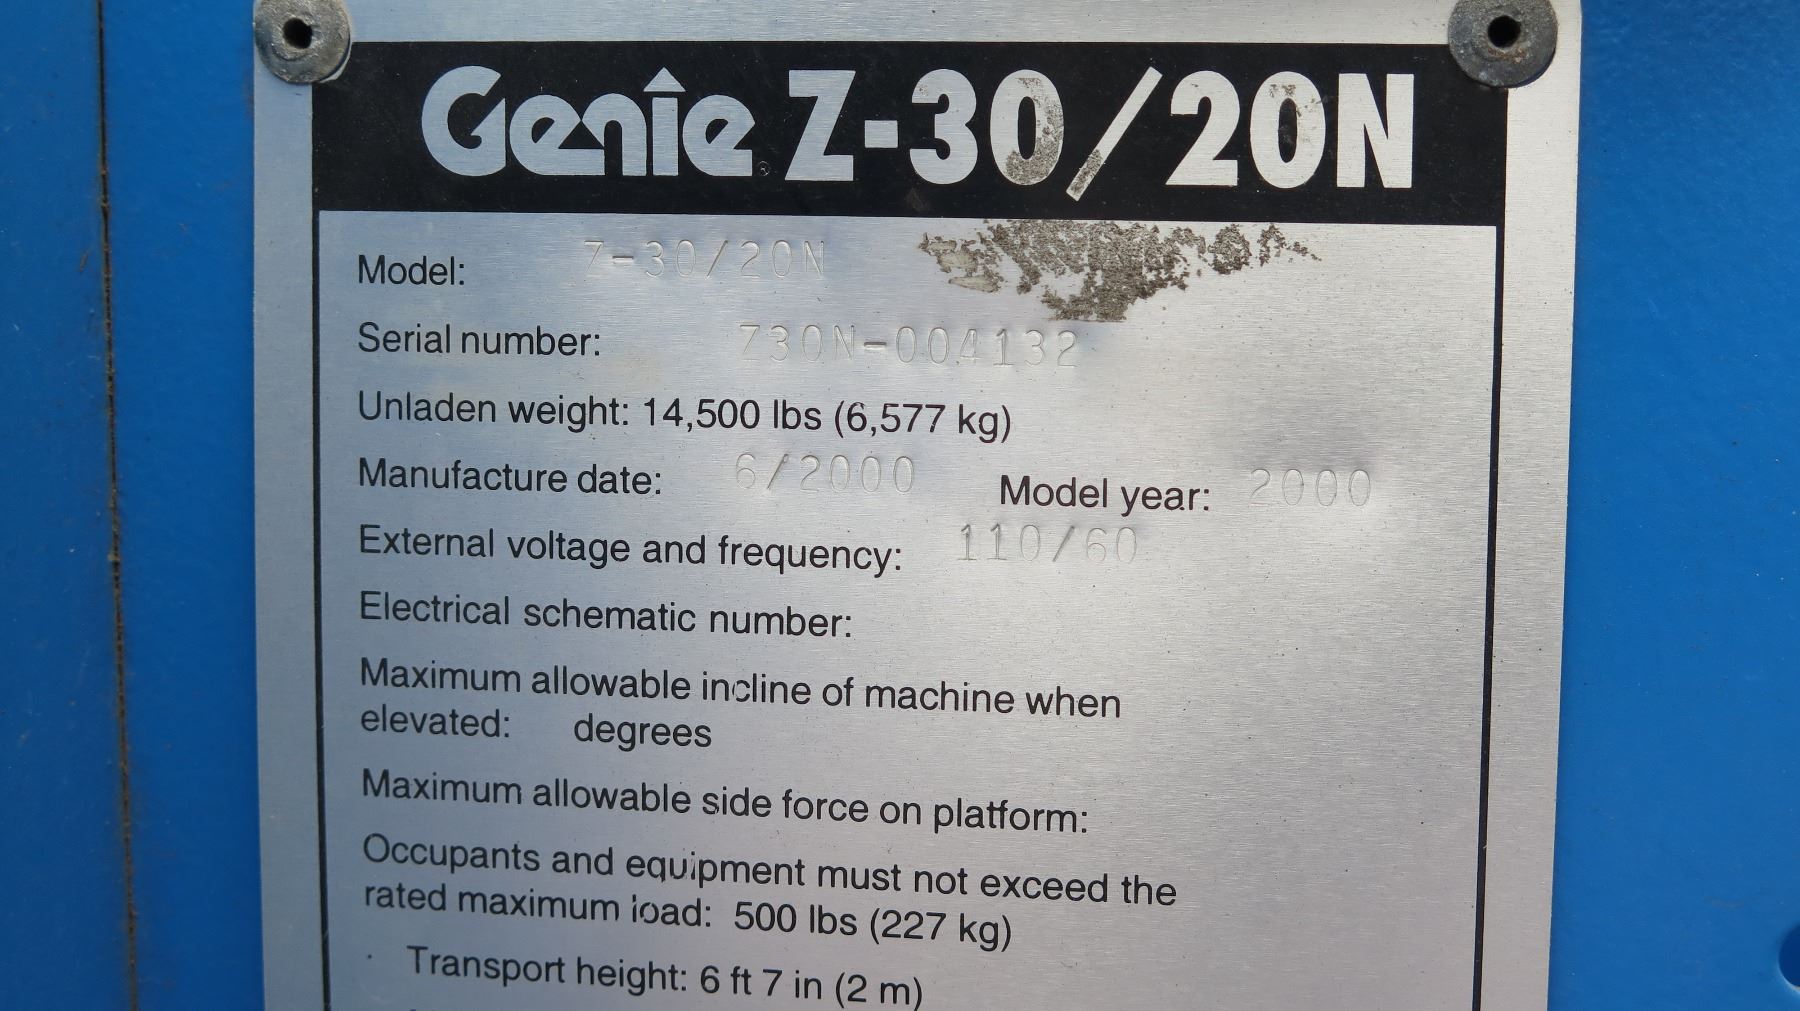 Genie Z-30/20N
Model: Z-30/20N
Serial number: Z30N-004132
Unladen weight: 14,500 lbs (6,577 kg)
Manufacture date: 6/2000 Model year: 2000
External voltage and frequency: 110/60
Electrical schematic number:
Maximum allowable incline of machine when
elevated: degrees
Maximum allowable side force on platform:
Occupants and equipment must not exceed the
rated maximum load: 500 lbs (227 kg)
Transport height: 6 ft 7 in (2 m)